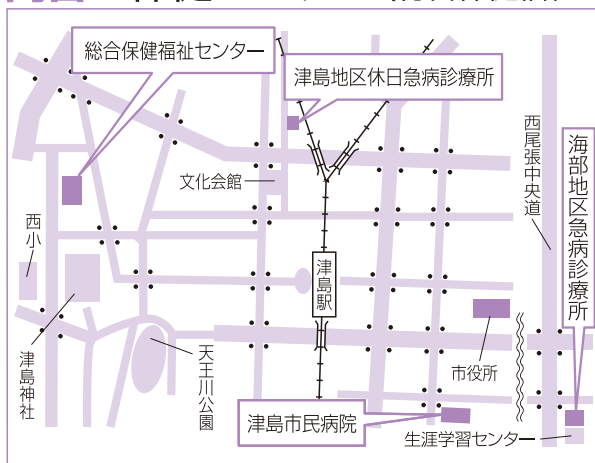 総合保健福祉センター
津島地区休日急病診療所
西尾張中央道
海部地区急病診療所
文化会館
西小
津島駅
市役所
津島神社
天王川公園
津島市民病院
生涯学習センター